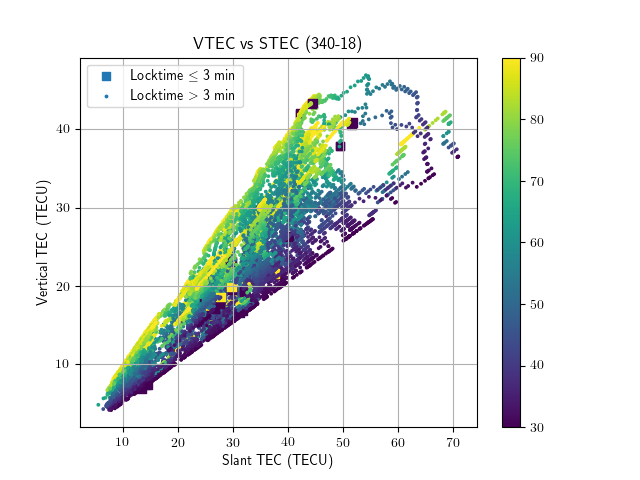 VTEC vs STEC (340-18)
Locktime ≤ 3 min
Locktime > 3 min
Vertical TEC (TECU)
40
30
20
10
10 20 30 40 50 60 70
Slant TEC (TECU)
90
80
70
60
50
40
30